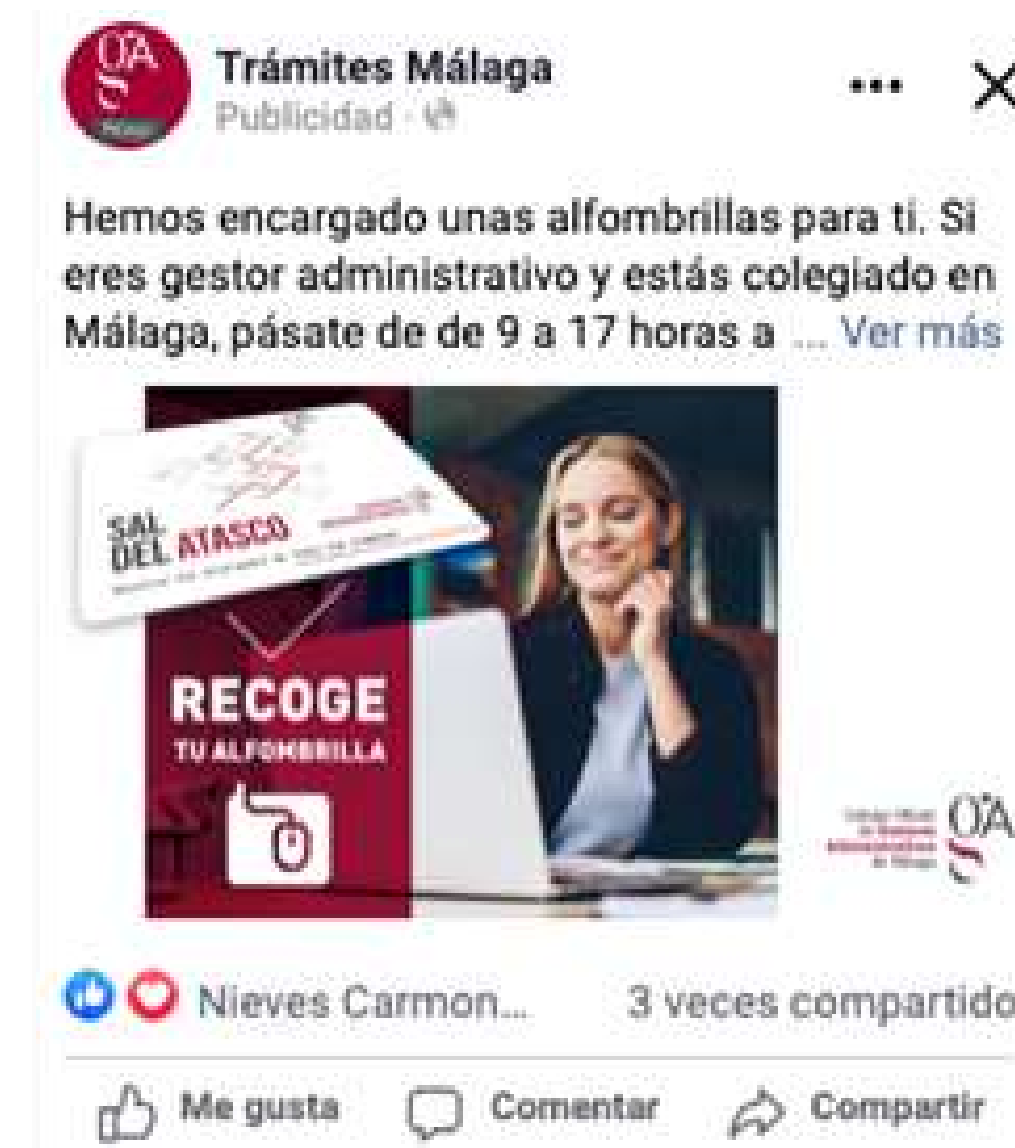 Trámites Málaga
Publicidad
Hemos encargado unas alfombrillas para ti. Si
eres gestor administrativo y estás colegiado en
Málaga, pásate de de 9 a 17 horas a ... Ver más
SAL
DEL ATASCO
RECOGE
TU ALFOMBRILLA
Nieves Carmon...
3 veces compartido
Me gusta
Comentar
Compartir